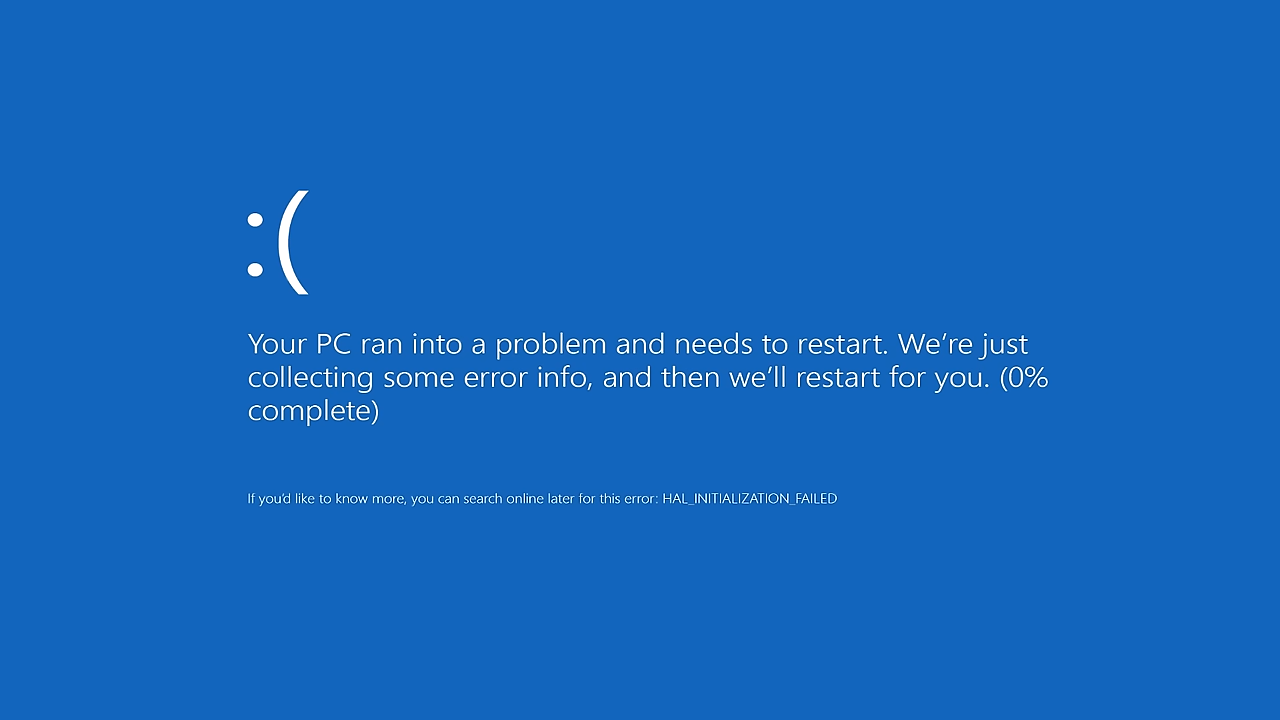 :(
Your PC ran into a problem and needs to restart. We’re just
collecting some error info, and then we’ll restart for you. (0%
complete)
If you’d like to know more, you can search online later for this error: HAL_INITIALIZATION_FAILED